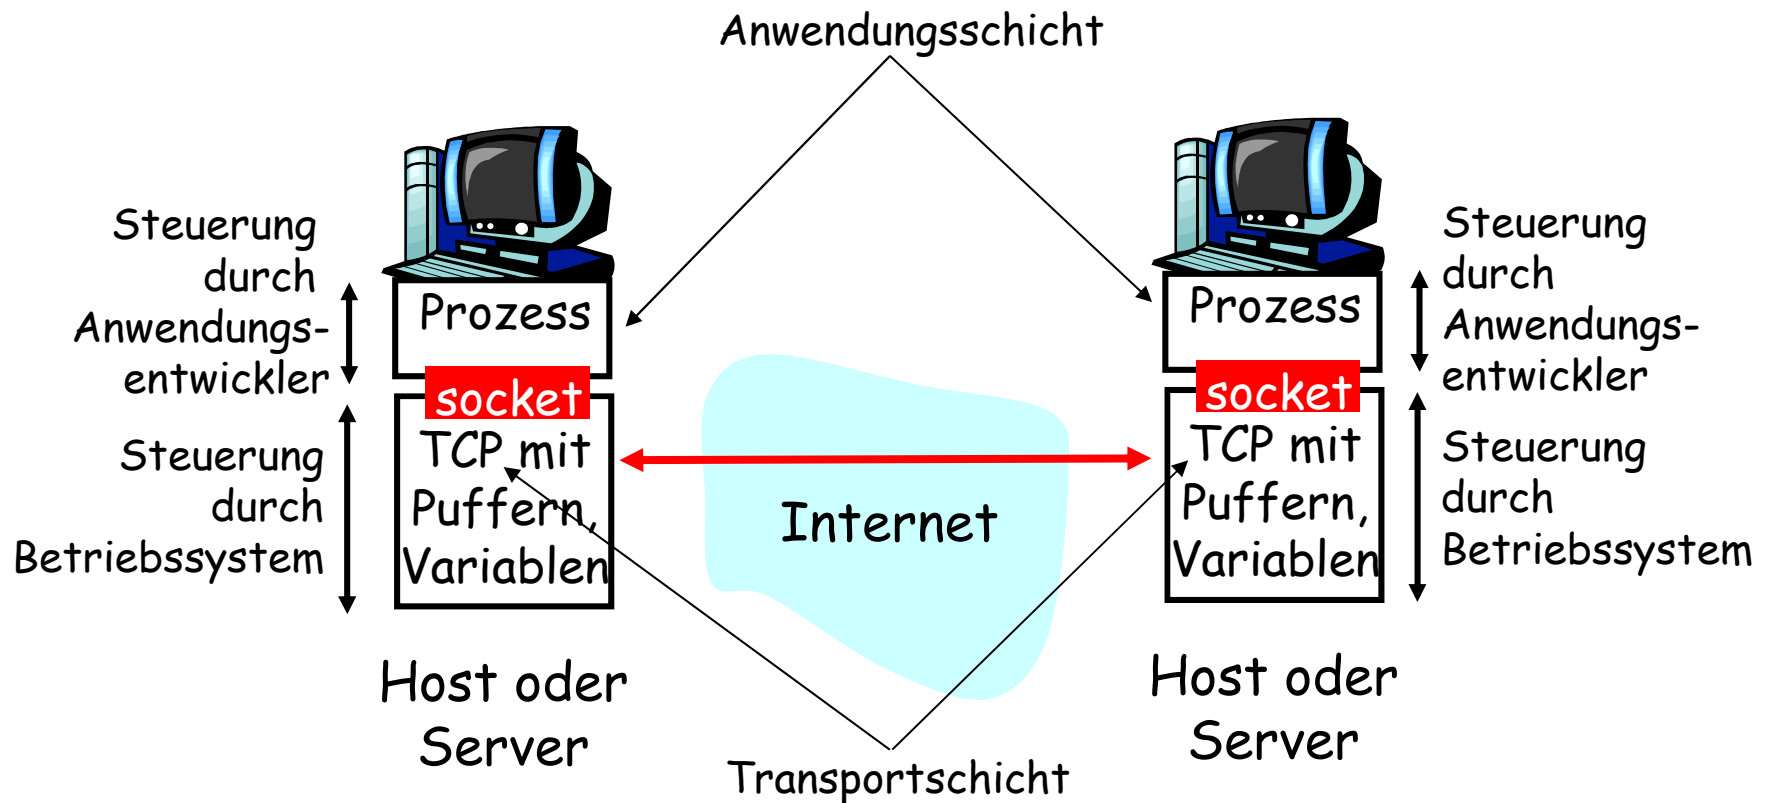 Anwendungsschicht
Steuerung
durch
Anwendungs-
entwickler
Prozess
socket
Steuerung
durch
Betriebssystem
TCP mit
Puffern,
Variablen
Host oder
Server
Internet
Prozess
socket
TCP mit
Puffern,
Variablen
Host oder
Server
Steuerung
durch
Anwendungs-
entwickler
Steuerung
durch
Betriebssystem
Transportschicht